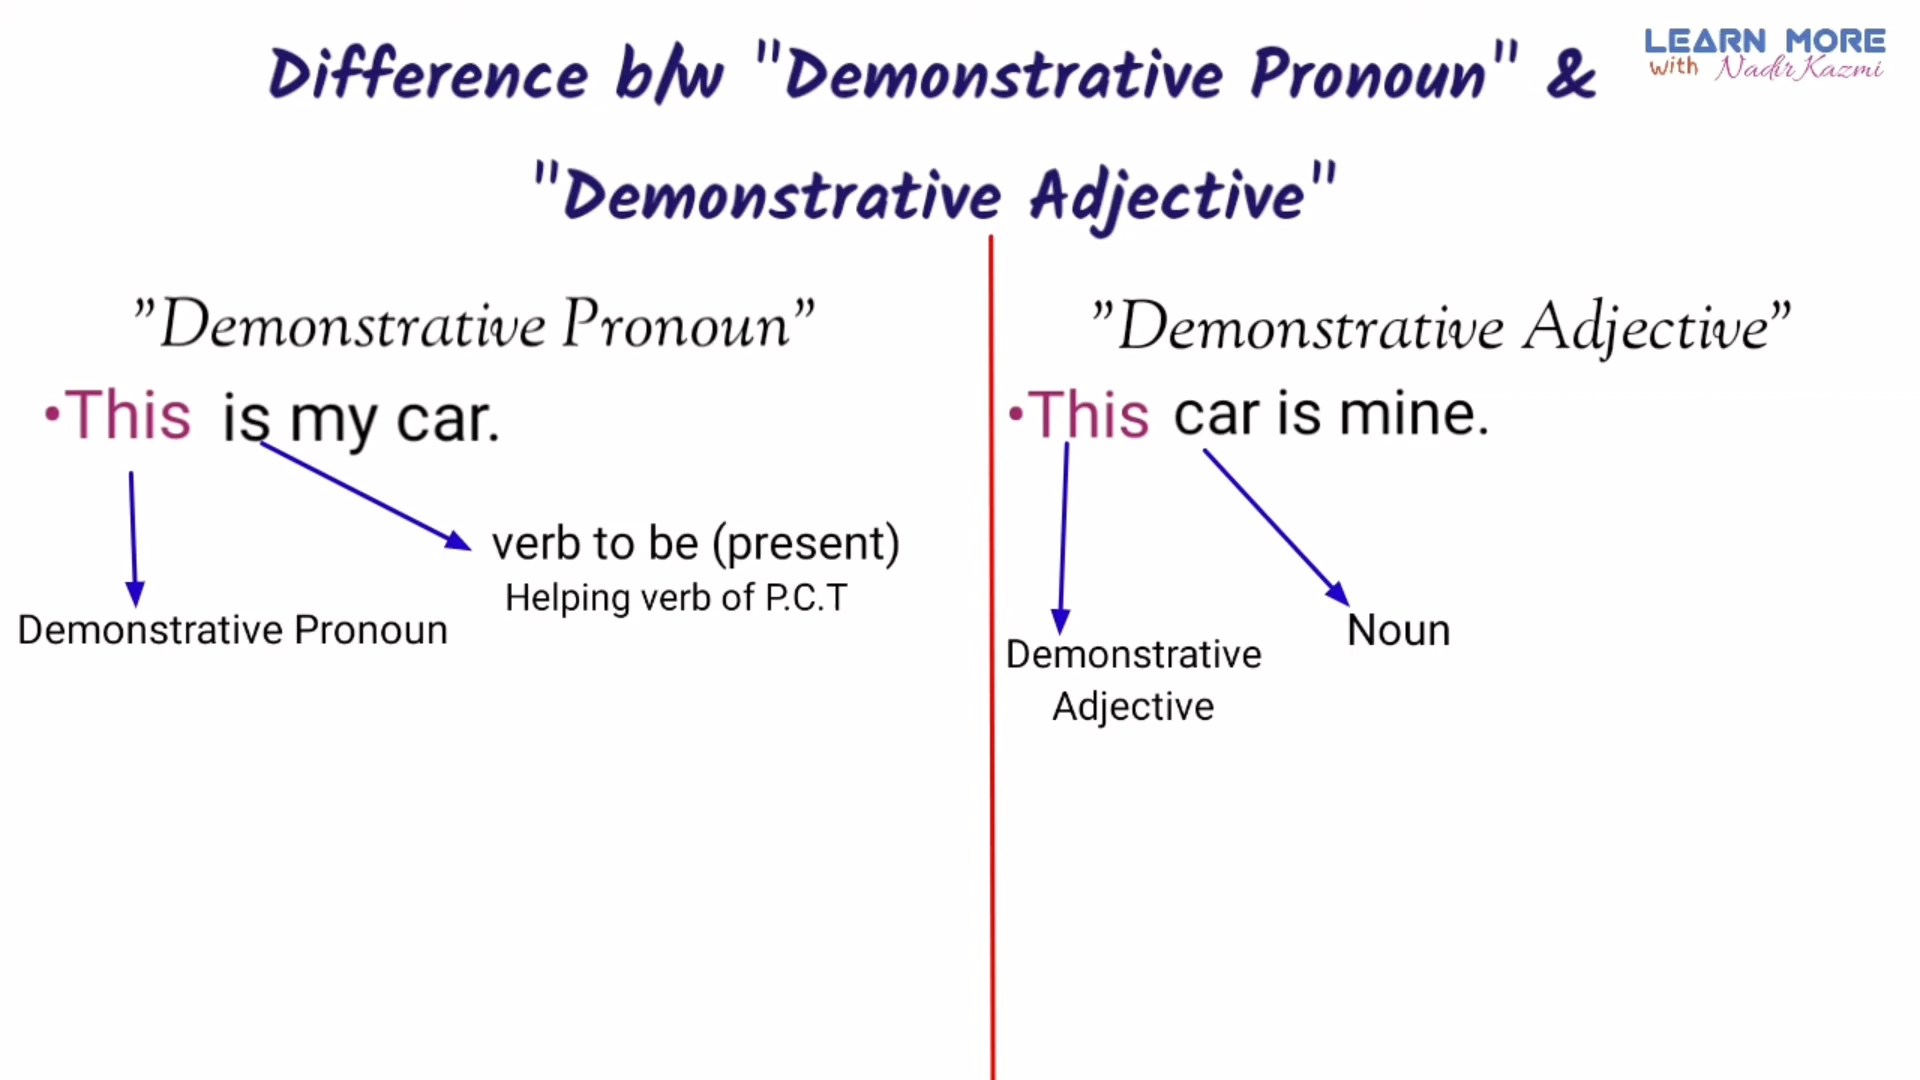 Difference b/w "Demonstrative Pronoun" &
"Demonstrative Adjective"
LEARN MORE
with Nadir Kazmi
”Demonstrative Pronoun”
•This is my car.
verb to be (present)
Helping verb of P.C.T
Demonstrative Pronoun
”Demonstrative Adjective”
•This car is mine.
Noun
Demonstrative
Adjective